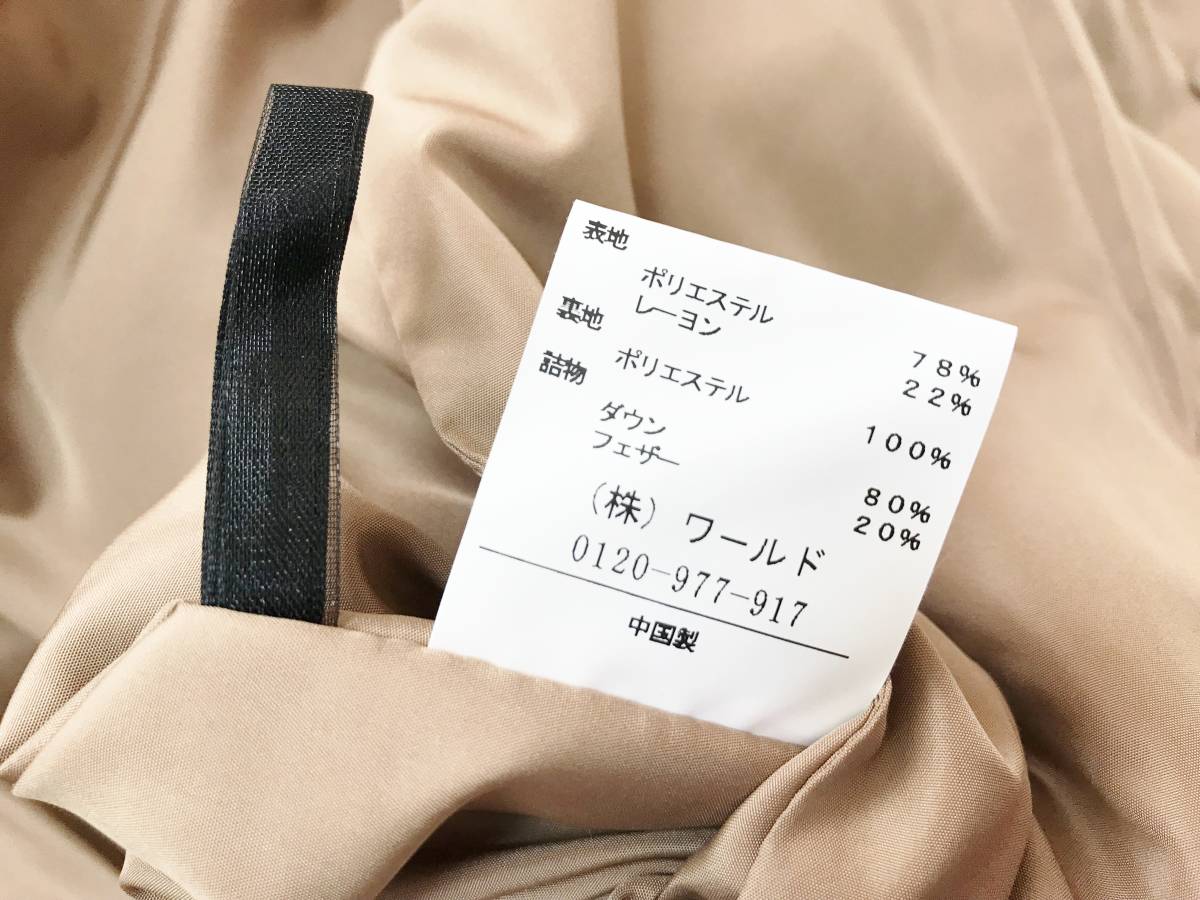 表地
ポリエステル 78%
レーヨン 22%
裏地
ポリエステル 100%
詰物
ダウン 80%
フェザー 20%
(株) ワールド
0120-977-917
中国製